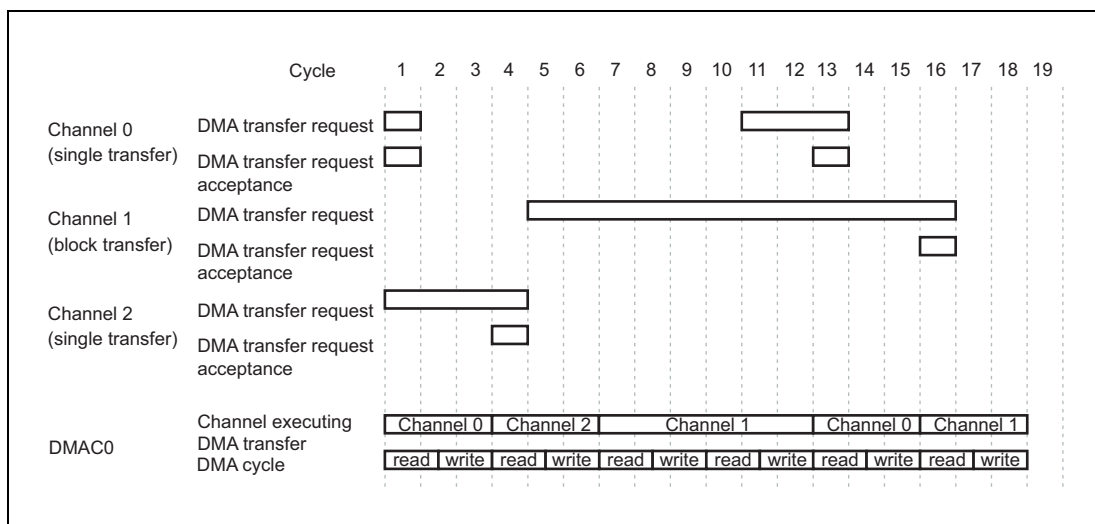 Cycle 1 2 3 4 5 6 7 8 9 10 11 12 13 14 15 16 17 18 19
Channel 0
(single transfer)
DMA transfer request
DMA transfer request
acceptance
Channel 1
(block transfer)
DMA transfer request
DMA transfer request
acceptance
Channel 2
(single transfer)
DMA transfer request
DMA transfer request
acceptance
DMAC0
Channel executing
DMA transfer
Channel 0 Channel 2 Channel 1 Channel 0 Channel 1
DMA cycle
read write read write read write read write read write read write